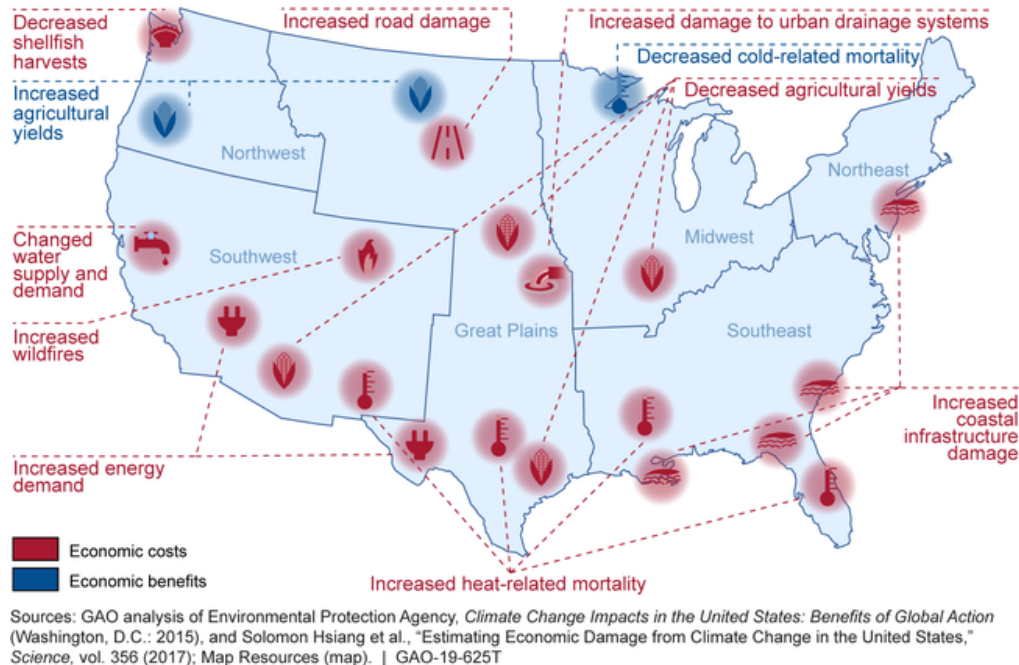 Decreased
shellfish
harvests
Increased road damage
Increased damage to urban drainage systems
Decreased cold-related mortality
Increased
agricultural
yields
Decreased agricultural yields
Northwest
Northeast
Changed
water
supply and
demand
Southwest
Midwest
Increased
wildfires
Great Plains
Southeast
Increased
coastal
infrastructure
damage
Increased energy
demand
Economic costs
Economic benefits
Increased heat-related mortality
Sources: GAO analysis of Environmental Protection Agency, Climate Change Impacts in the United States: Benefits of Global Action
(Washington, D.C.: 2015), and Solomon Hsiang et al., “Estimating Economic Damage from Climate Change in the United States,”
Science, vol. 356 (2017); Map Resources (map). | GAO-19-625T